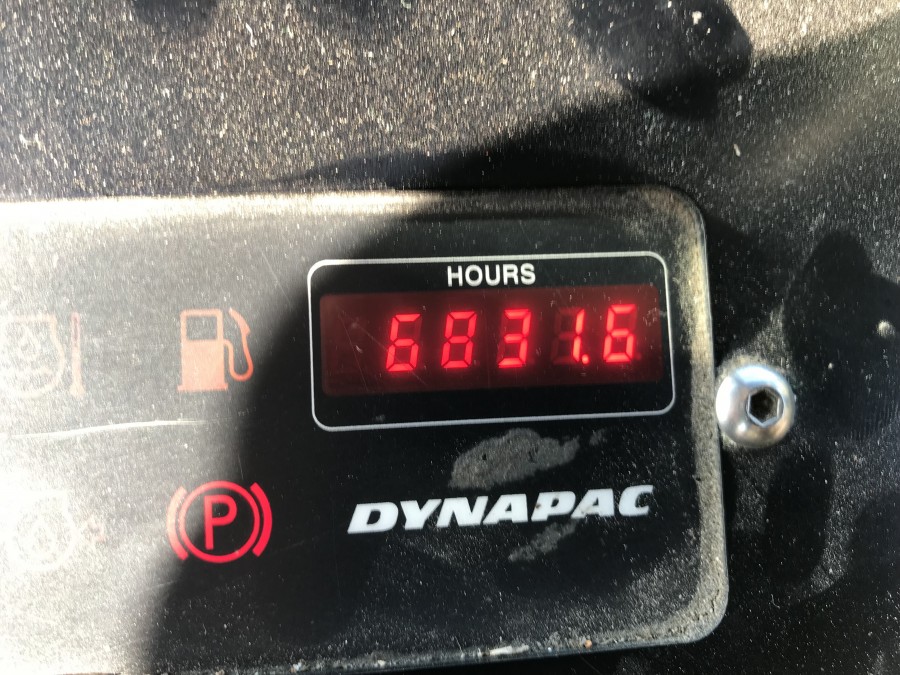 HOURS
6831.6
P
DYNAPAC